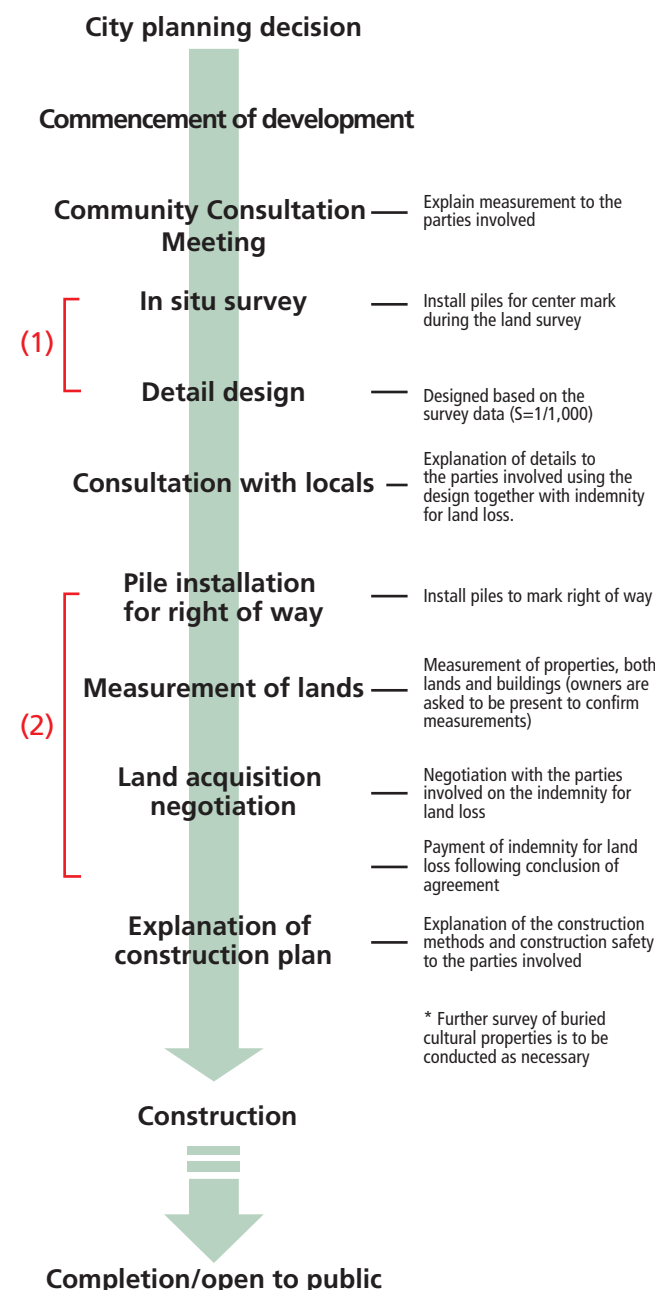 City planning decision
Commencement of development
Community Consultation
Meeting
Explain measurement to the
parties involved
(1)
In situ survey
Install piles for center mark
during the land survey
Detail design
Designed based on the
survey data (S=1/1,000)
Consultation with locals
Explanation of details to
the parties involved using the
design together with indemnity
for land loss.
(2)
Pile installation
for right of way
Install piles to mark right of way
Measurement of lands
Measurement of properties, both
lands and buildings (owners are
asked to be present to confirm
measurements)
Land acquisition
negotiation
Negotiation with the parties
involved on the indemnity for
land loss
Payment of indemnity for land
loss following conclusion of
agreement
Explanation of
construction plan
Explanation of the construction
methods and construction safety
to the parties involved
* Further survey of buried
cultural properties is to be
conducted as necessary
Construction
Completion/open to public